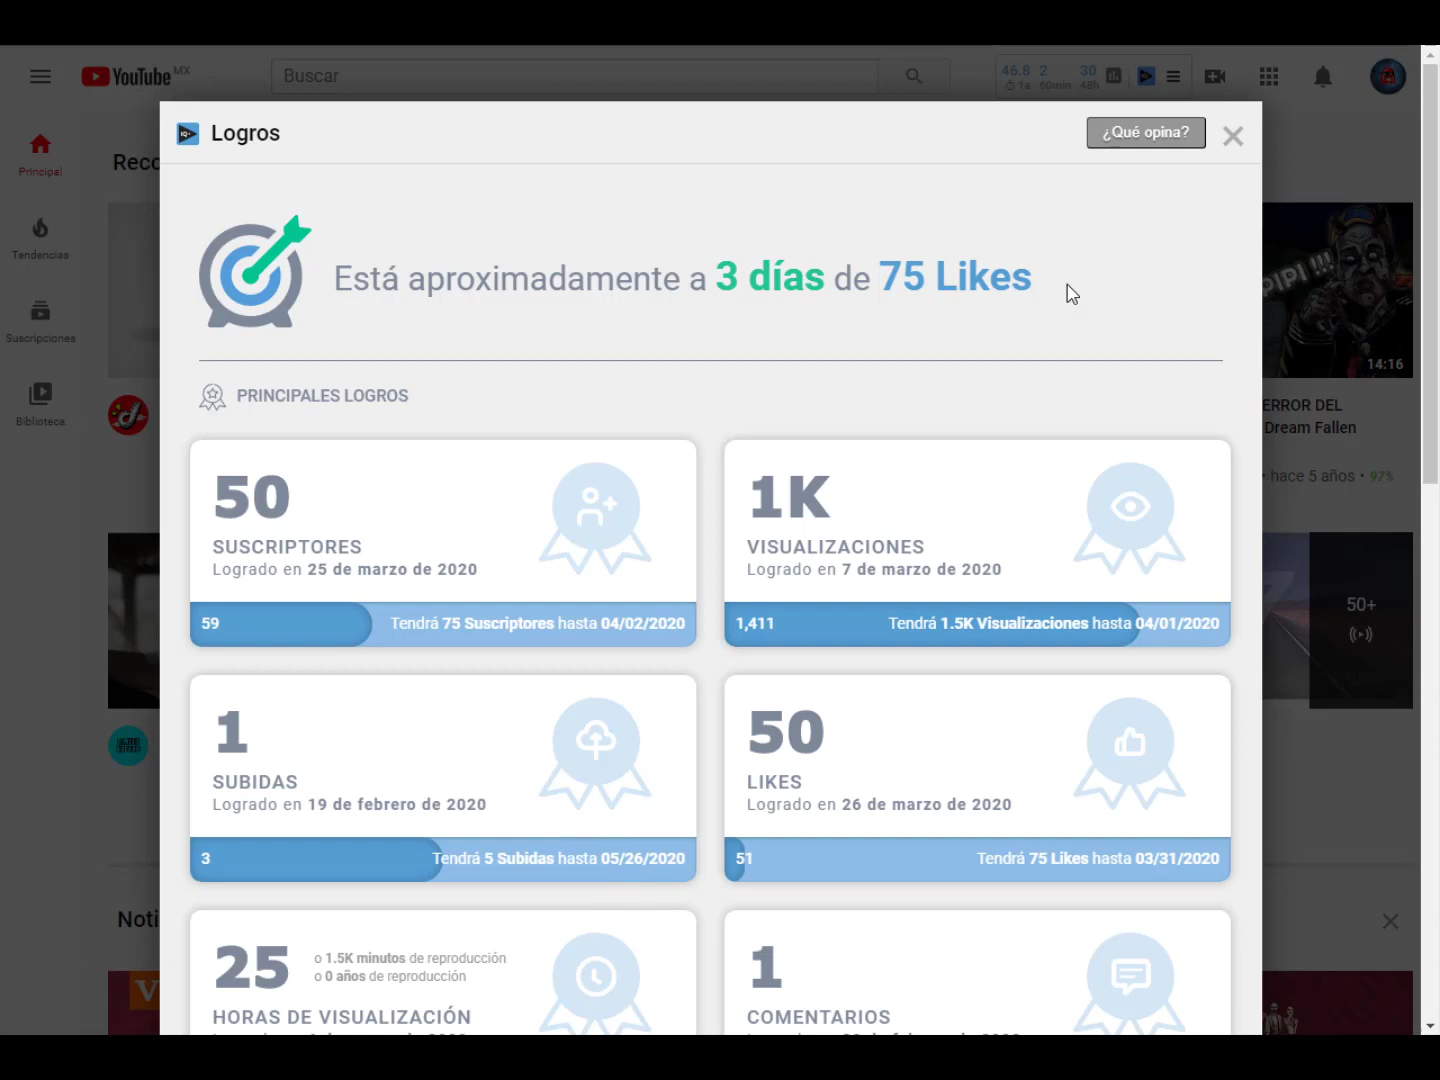 YouTube MX
Buscar
46.8 2 30
1a 60min 48h
Logros
¿Qué opina?
Principal
Reco
Tendencias
Suscripciones
Biblioteca
Está aproximadamente a 3 días de 75 Likes
PIPI !!!
14:16
ERROR DEL
Dream Fallen
hace 5 años • 97%
PRINCIPALES LOGROS
50
SUSCRIPTORES
Logrado en 25 de marzo de 2020
59 Tendrá 75 Suscriptores hasta 04/02/2020
1K
VISUALIZACIONES
Logrado en 7 de marzo de 2020
1,411 Tendrá 1.5K Visualizaciones hasta 04/01/2020
50+
1
SUBIDAS
Logrado en 19 de febrero de 2020
3 Tendrá 5 Subidas hasta 05/26/2020
50
LIKES
Logrado en 26 de marzo de 2020
51 Tendrá 75 Likes hasta 03/31/2020
Noti
V
25
o 1.5K minutos de reproducción
o 0 años de reproducción
HORAS DE VISUALIZACIÓN
1
COMENTARIOS